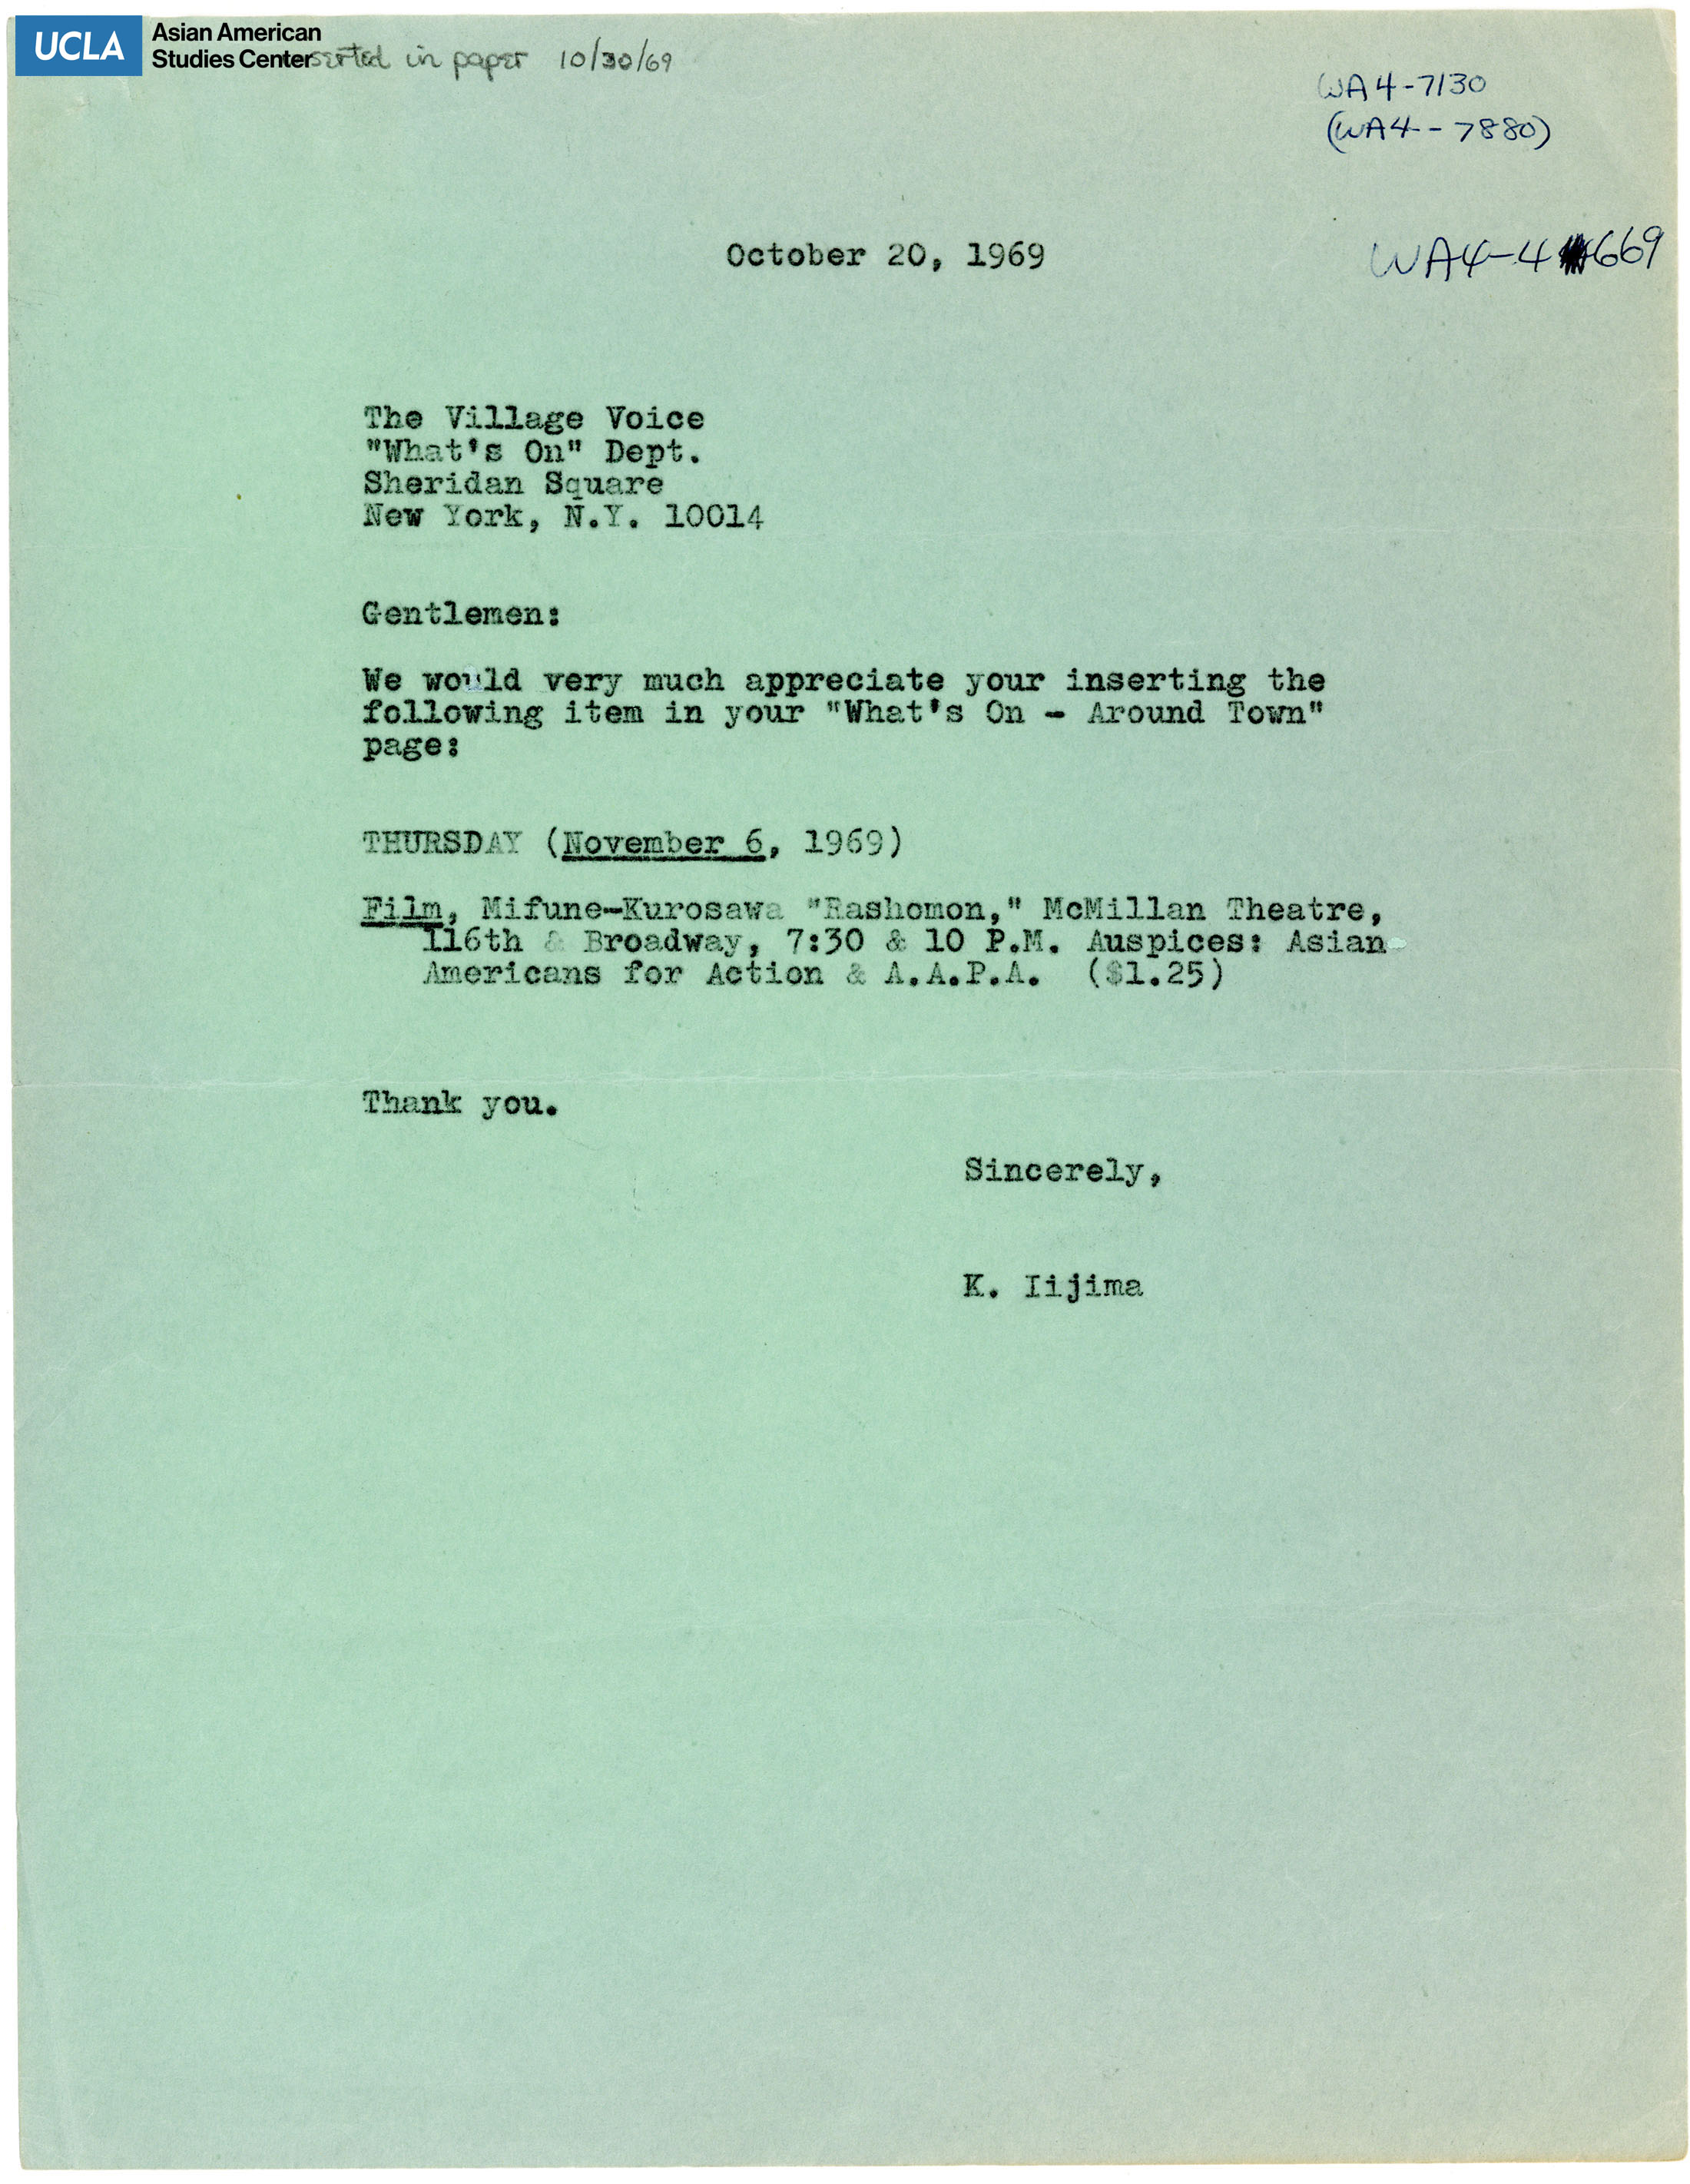 UCLA Asian American
Studies Center
in paper 10/30/69
WA4-7130
(WA4--7880)
October 20, 1969
WA4-4 669
The Village Voice
"What's On" Dept.
Sheridan Square
New York, N.Y. 10014
Gentlemen:
We would very much appreciate your inserting the
following item in your "What's On - Around Town"
page:
THURSDAY (November 6, 1969)
Film, Mifune-Kurosawa "Rashomon," McMillan Theatre,
116th & Broadway, 7:30 & 10 P.M. Auspices: Asian
Americans for Action & A.A.P.A. ($1.25)
Thank you.
Sincerely,
K. Iijima